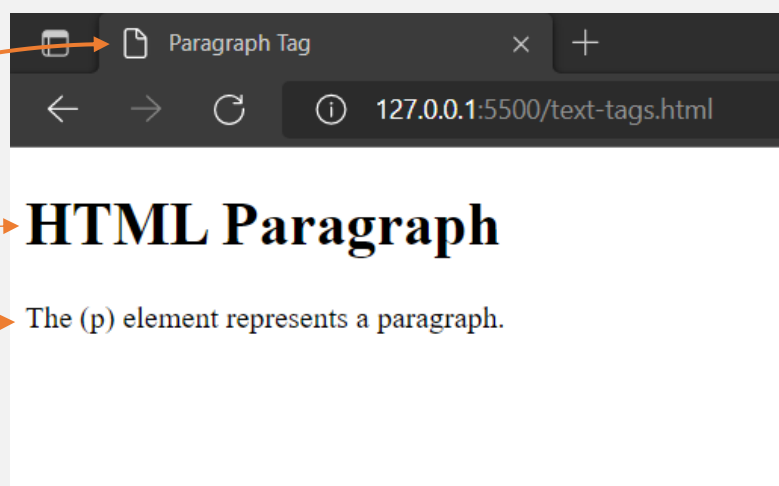 Paragraph Tag
127.0.0.1:5500/text-tags.html
HTML Paragraph
The (p) element represents a paragraph.